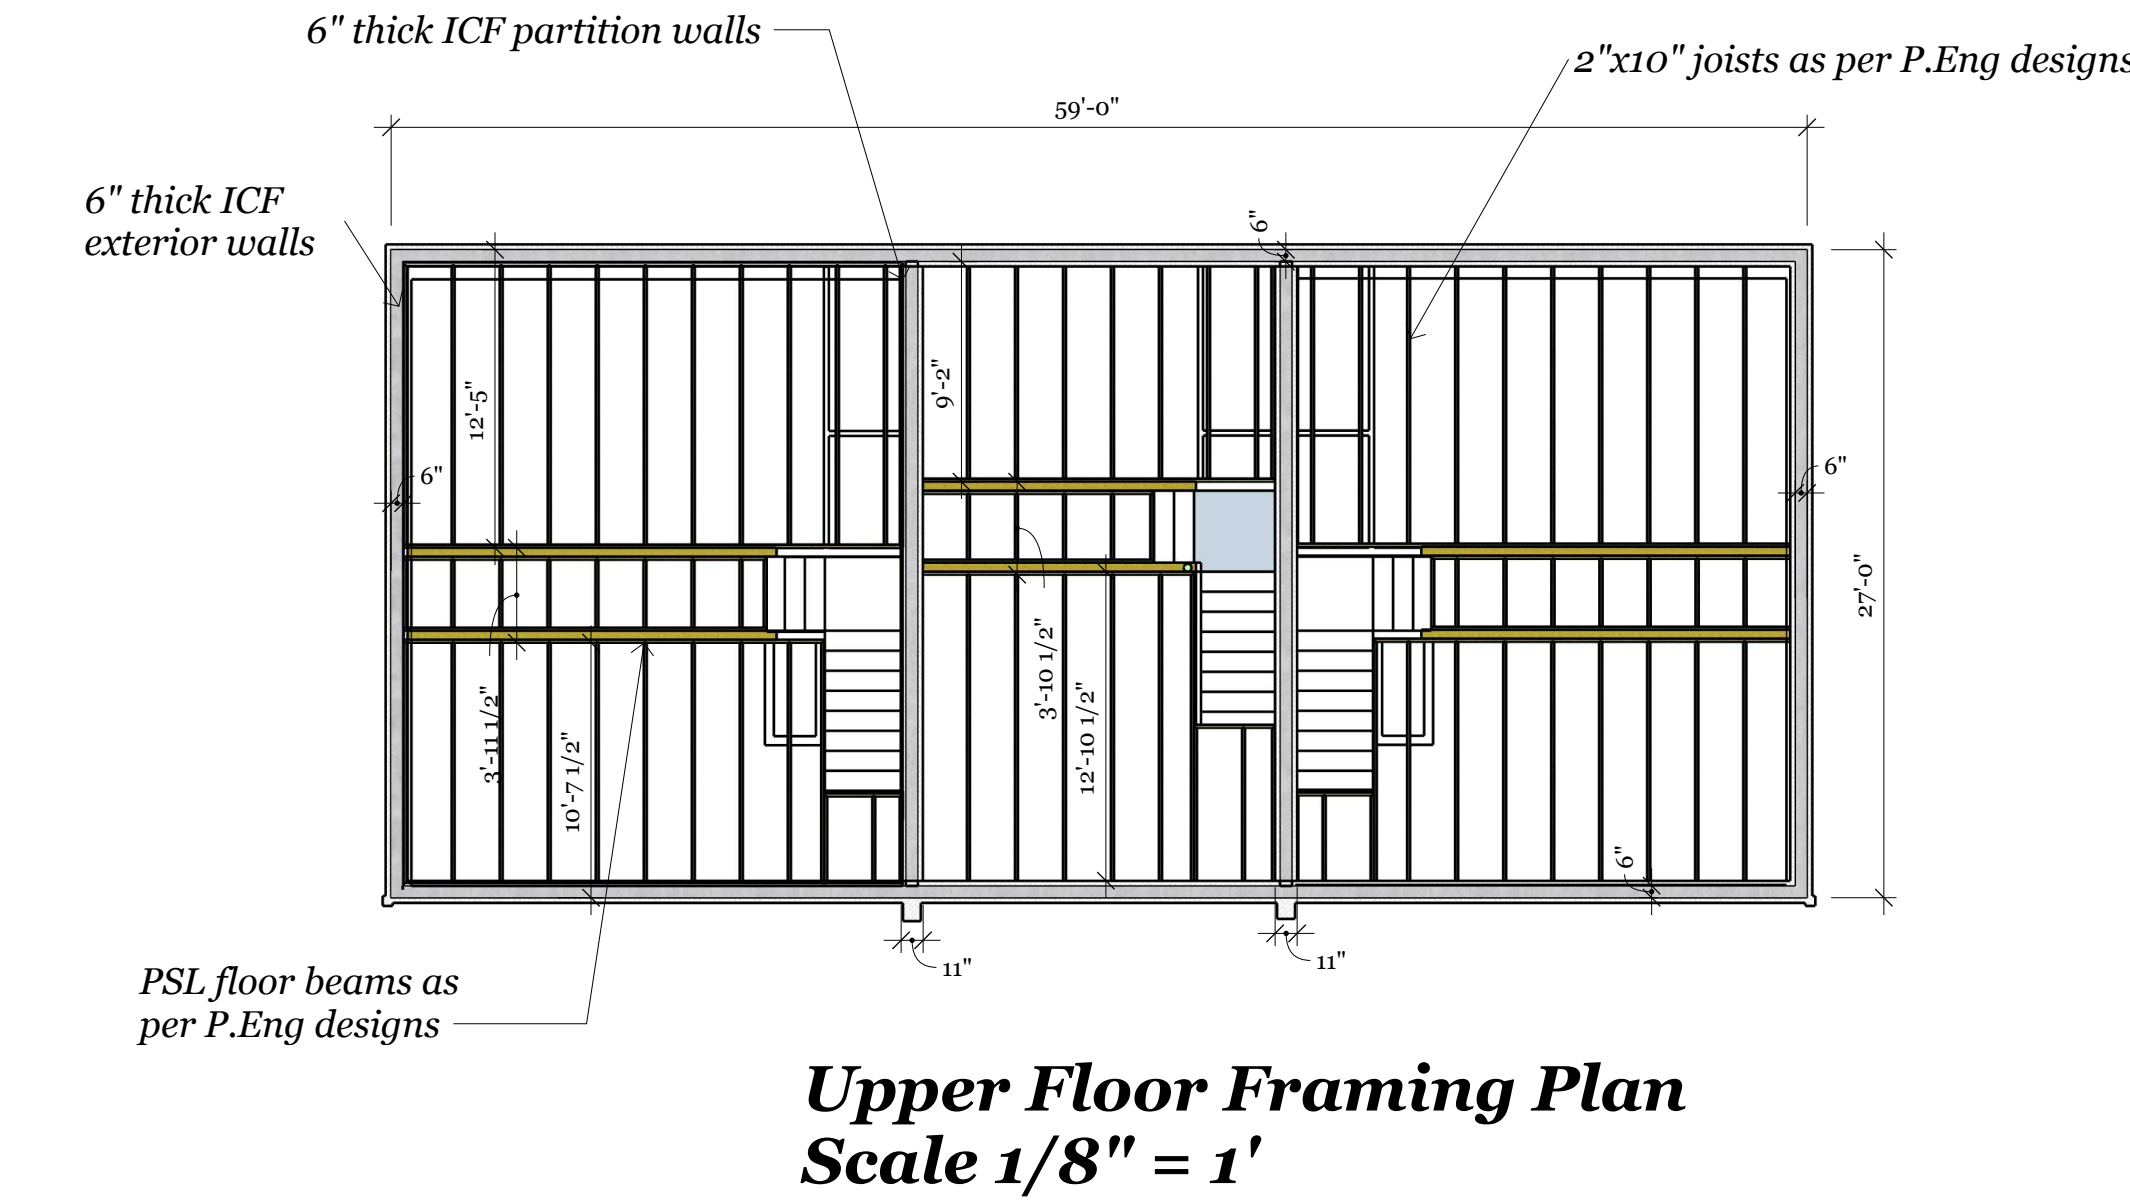 6" thick ICF partition walls
2"x10" joists as per P.Eng designs
59'-0"
6" thick ICF
exterior walls
6"
12'-5"
9'-2"
6"
6"
27'-0"
3'-11 1/2"
10'-7 1/2"
3'-10 1/2"
12'-10 1/2"
6"
11"
11"
PSL floor beams as
per P.Eng designs
Upper Floor Framing Plan
Scale 1/8" = 1'